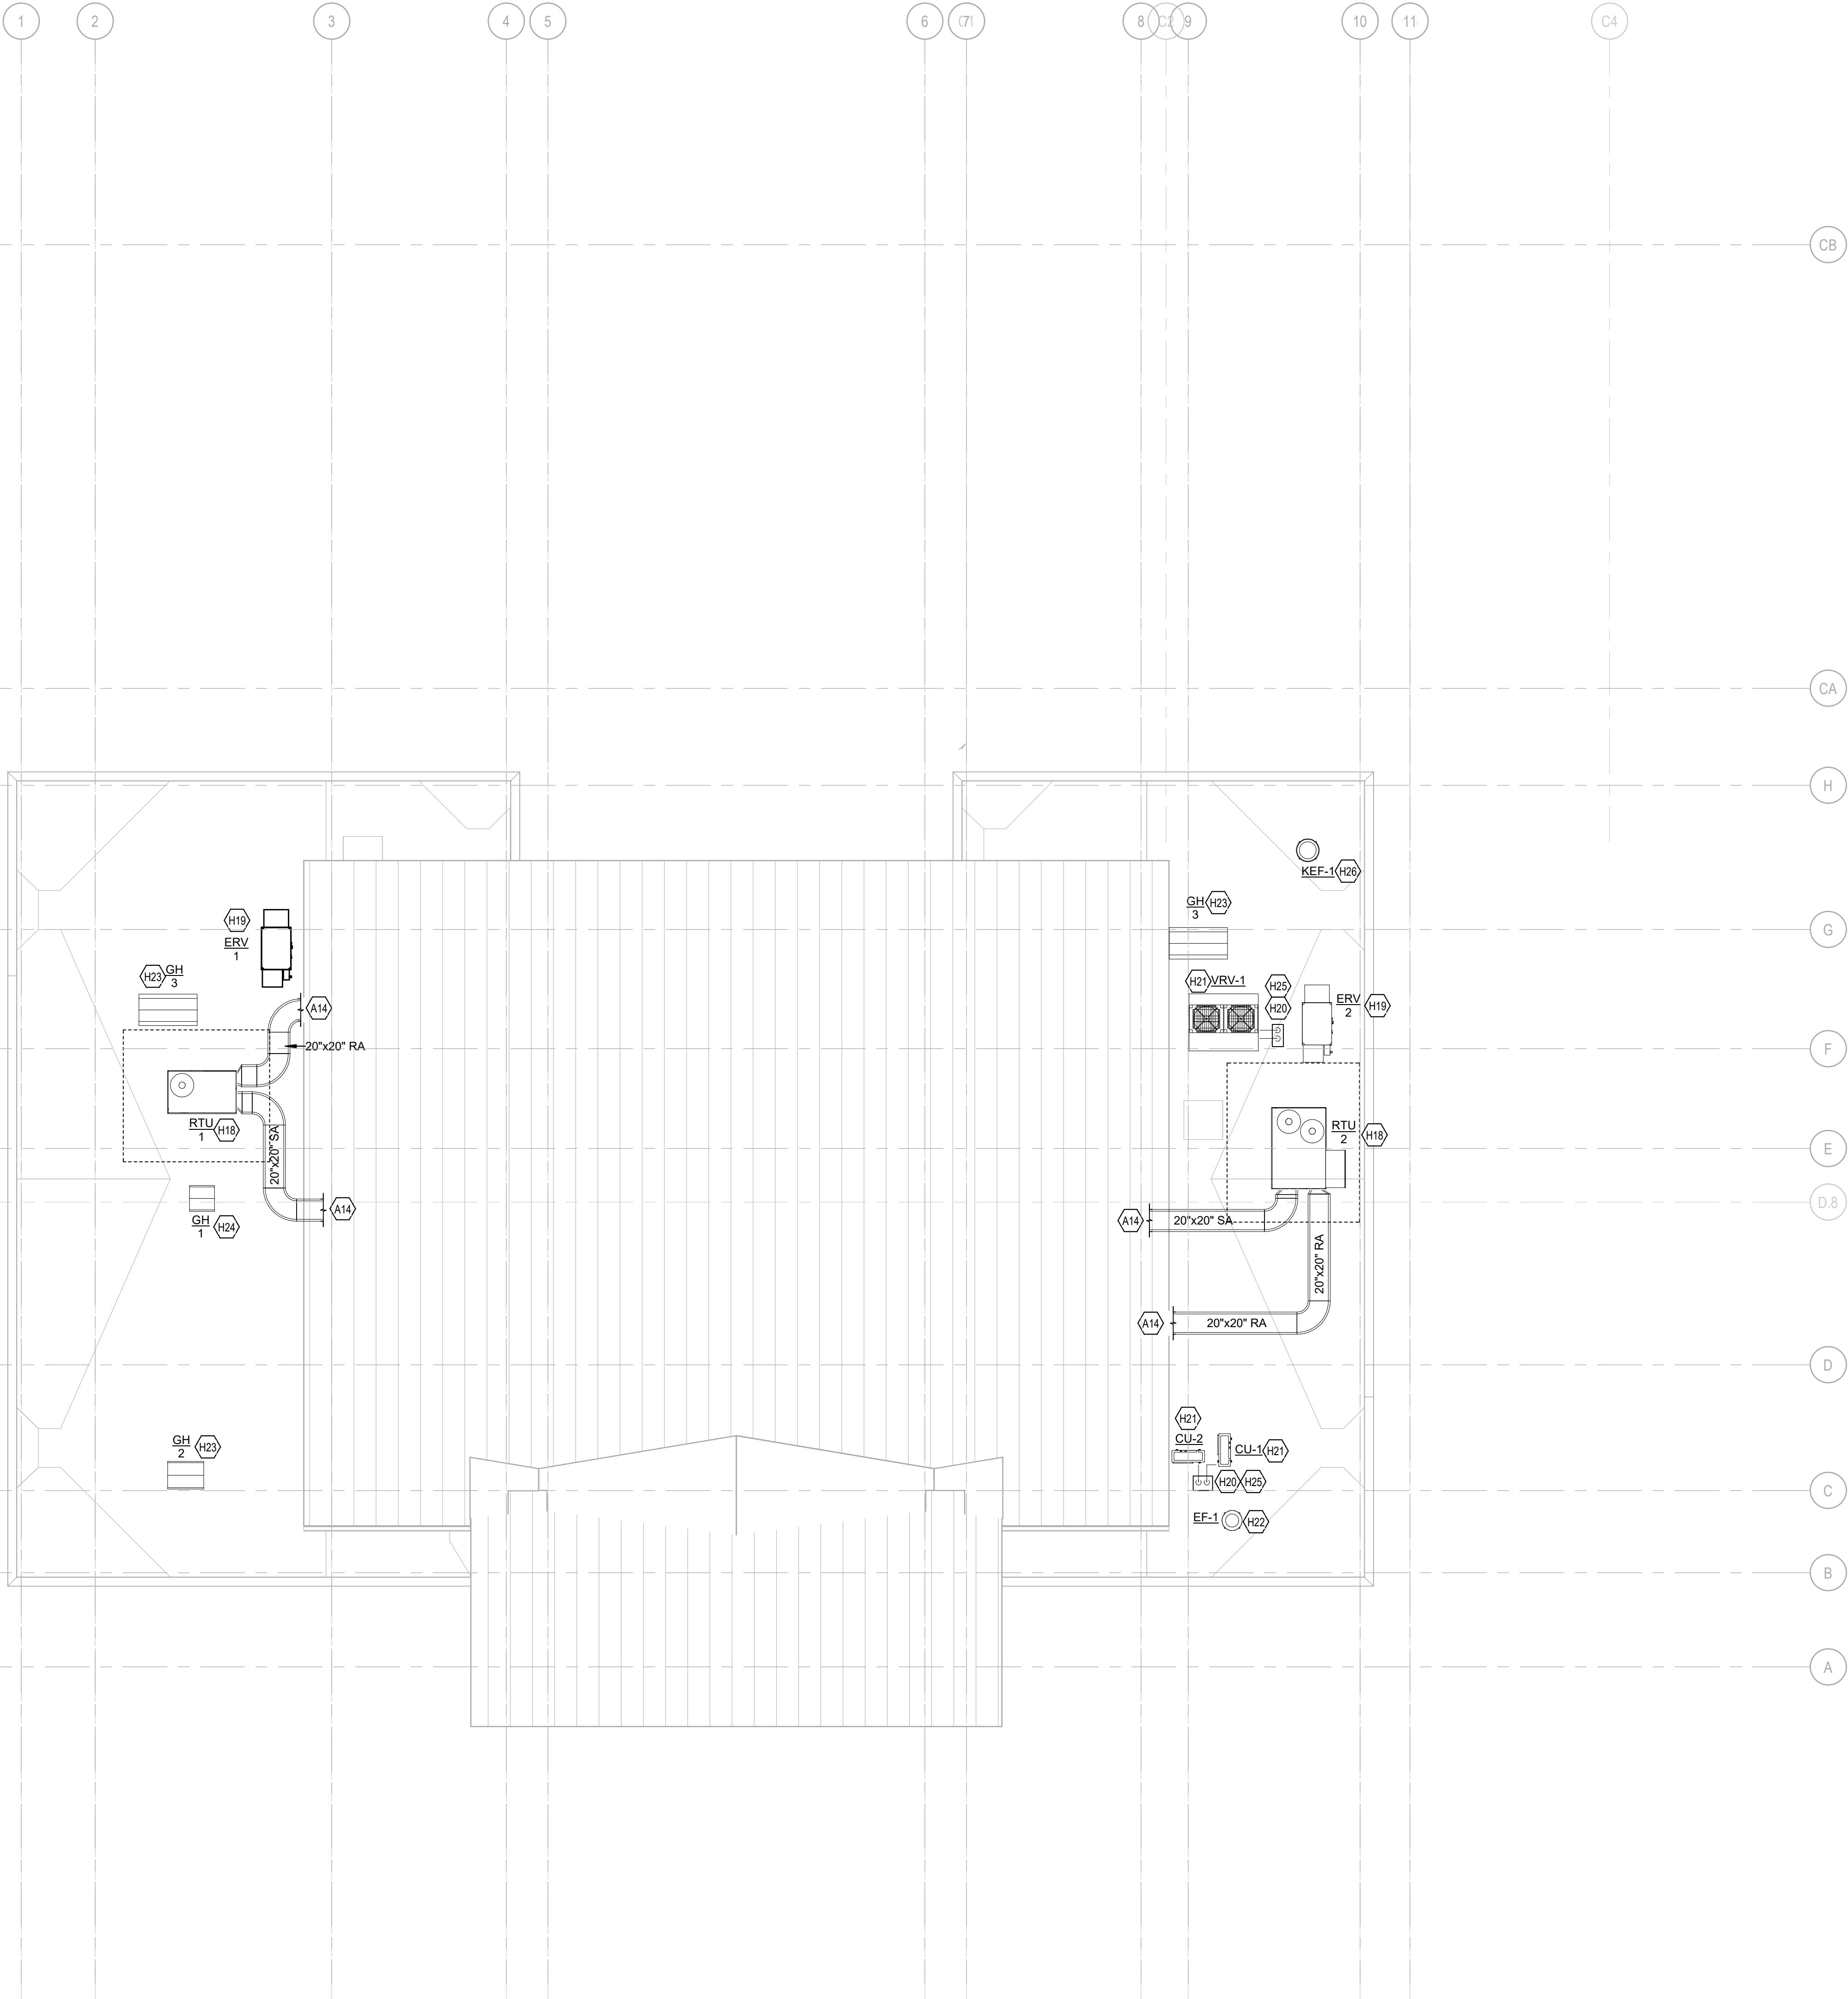 1
2
3
4
5
6
7
8
C2
9
10
11
C4
CB
CA
H
KEF-1
H26
GH
3
H23
H19
ERV
1
G
H23
GH
3
H21
VRV-1
H25
H20
ERV
2
H19
A14
20"x20" RA
F
RTU
1
H18
20"x20" SA
RTU
2
H18
E
GH
1
H24
A14
D.8
A14
20"x20" SA
20"x20" RA
A14
20"x20" RA
D
H21
CU-2
CU-1
H21
GH
2
H23
H20
H25
C
EF-1
H22
B
A